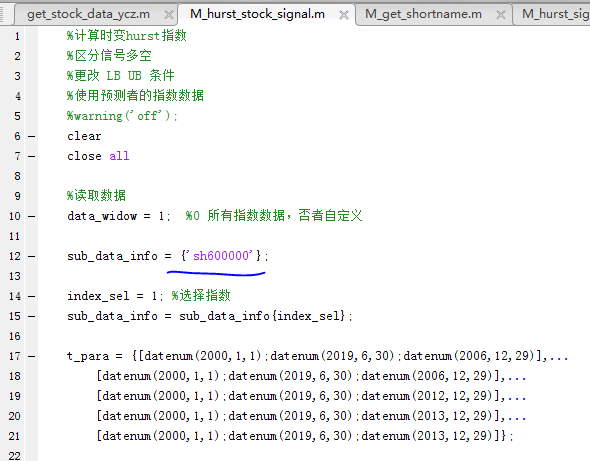 get_stock_data_ycz.m M_hurst_stock_signal.m M_get_shortname.m M_hurst_sig
1 %计算时变hurst指数
2 %区分信号多空
3 %更改 LB UB 条件
4 %使用预测者的指数数据
5 %warning('off');
6 clear
7 close all
8
9 %读取数据
10 data_widow = 1; %0 所有指数数据，否者自定义
11
12 sub_data_info = {'sh600000'};
13
14 index_sel = 1; %选择指数
15 sub_data_info = sub_data_info{index_sel};
16
17 t_para = {[datenum(2000,1,1);datenum(2019,6,30);datenum(2006,12,29)],...
18 [datenum(2000,1,1);datenum(2019,6,30);datenum(2006,12,29)],...
19 [datenum(2000,1,1);datenum(2019,6,30);datenum(2012,12,29)],...
20 [datenum(2000,1,1);datenum(2019,6,30);datenum(2013,12,29)],...
21 [datenum(2000,1,1);datenum(2019,6,30);datenum(2013,12,29)]};
22